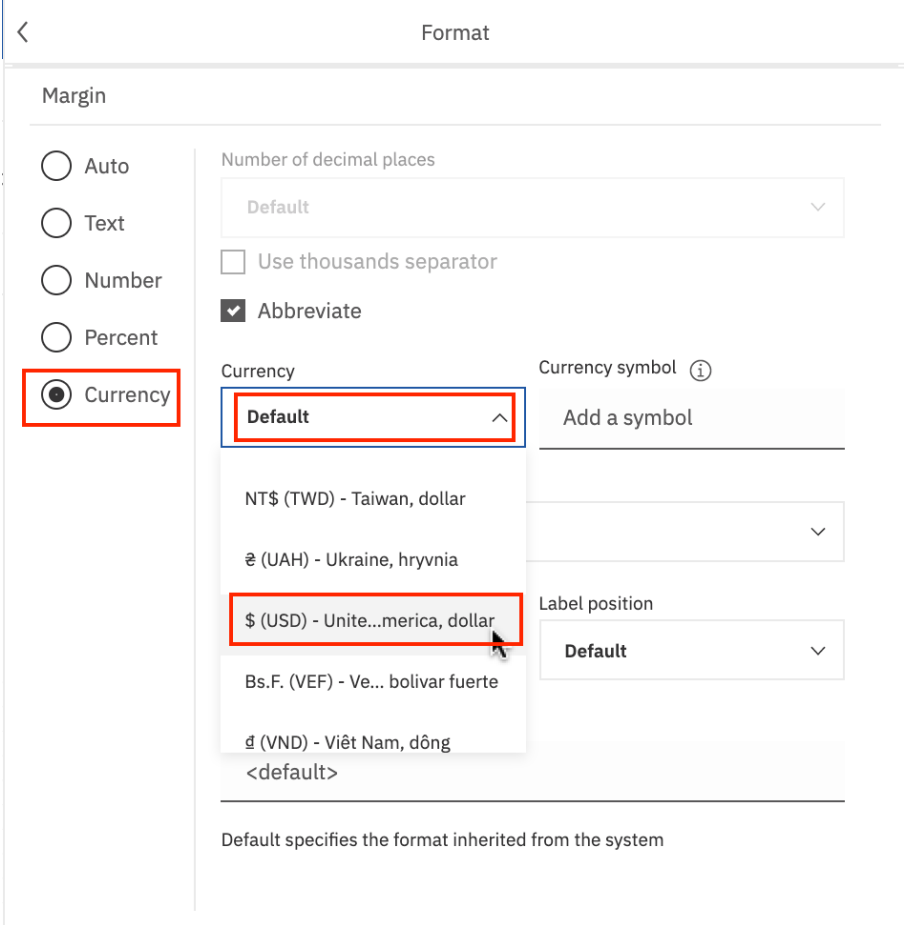 Format
Margin
Auto
Text
Number
Percent
Currency
Number of decimal places
Default
Use thousands separator
Abbreviate
Currency
Currency symbol
Default
Add a symbol
NT$ (TWD) - Taiwan, dollar
₴ (UAH) - Ukraine, hryvnia
$ (USD) - Unite...merica, dollar
Bs.F. (VEF) - Ve... bolivar fuerte
₫ (VND) - Viêt Nam, dông
Label position
Default
<default>
Default specifies the format inherited from the system